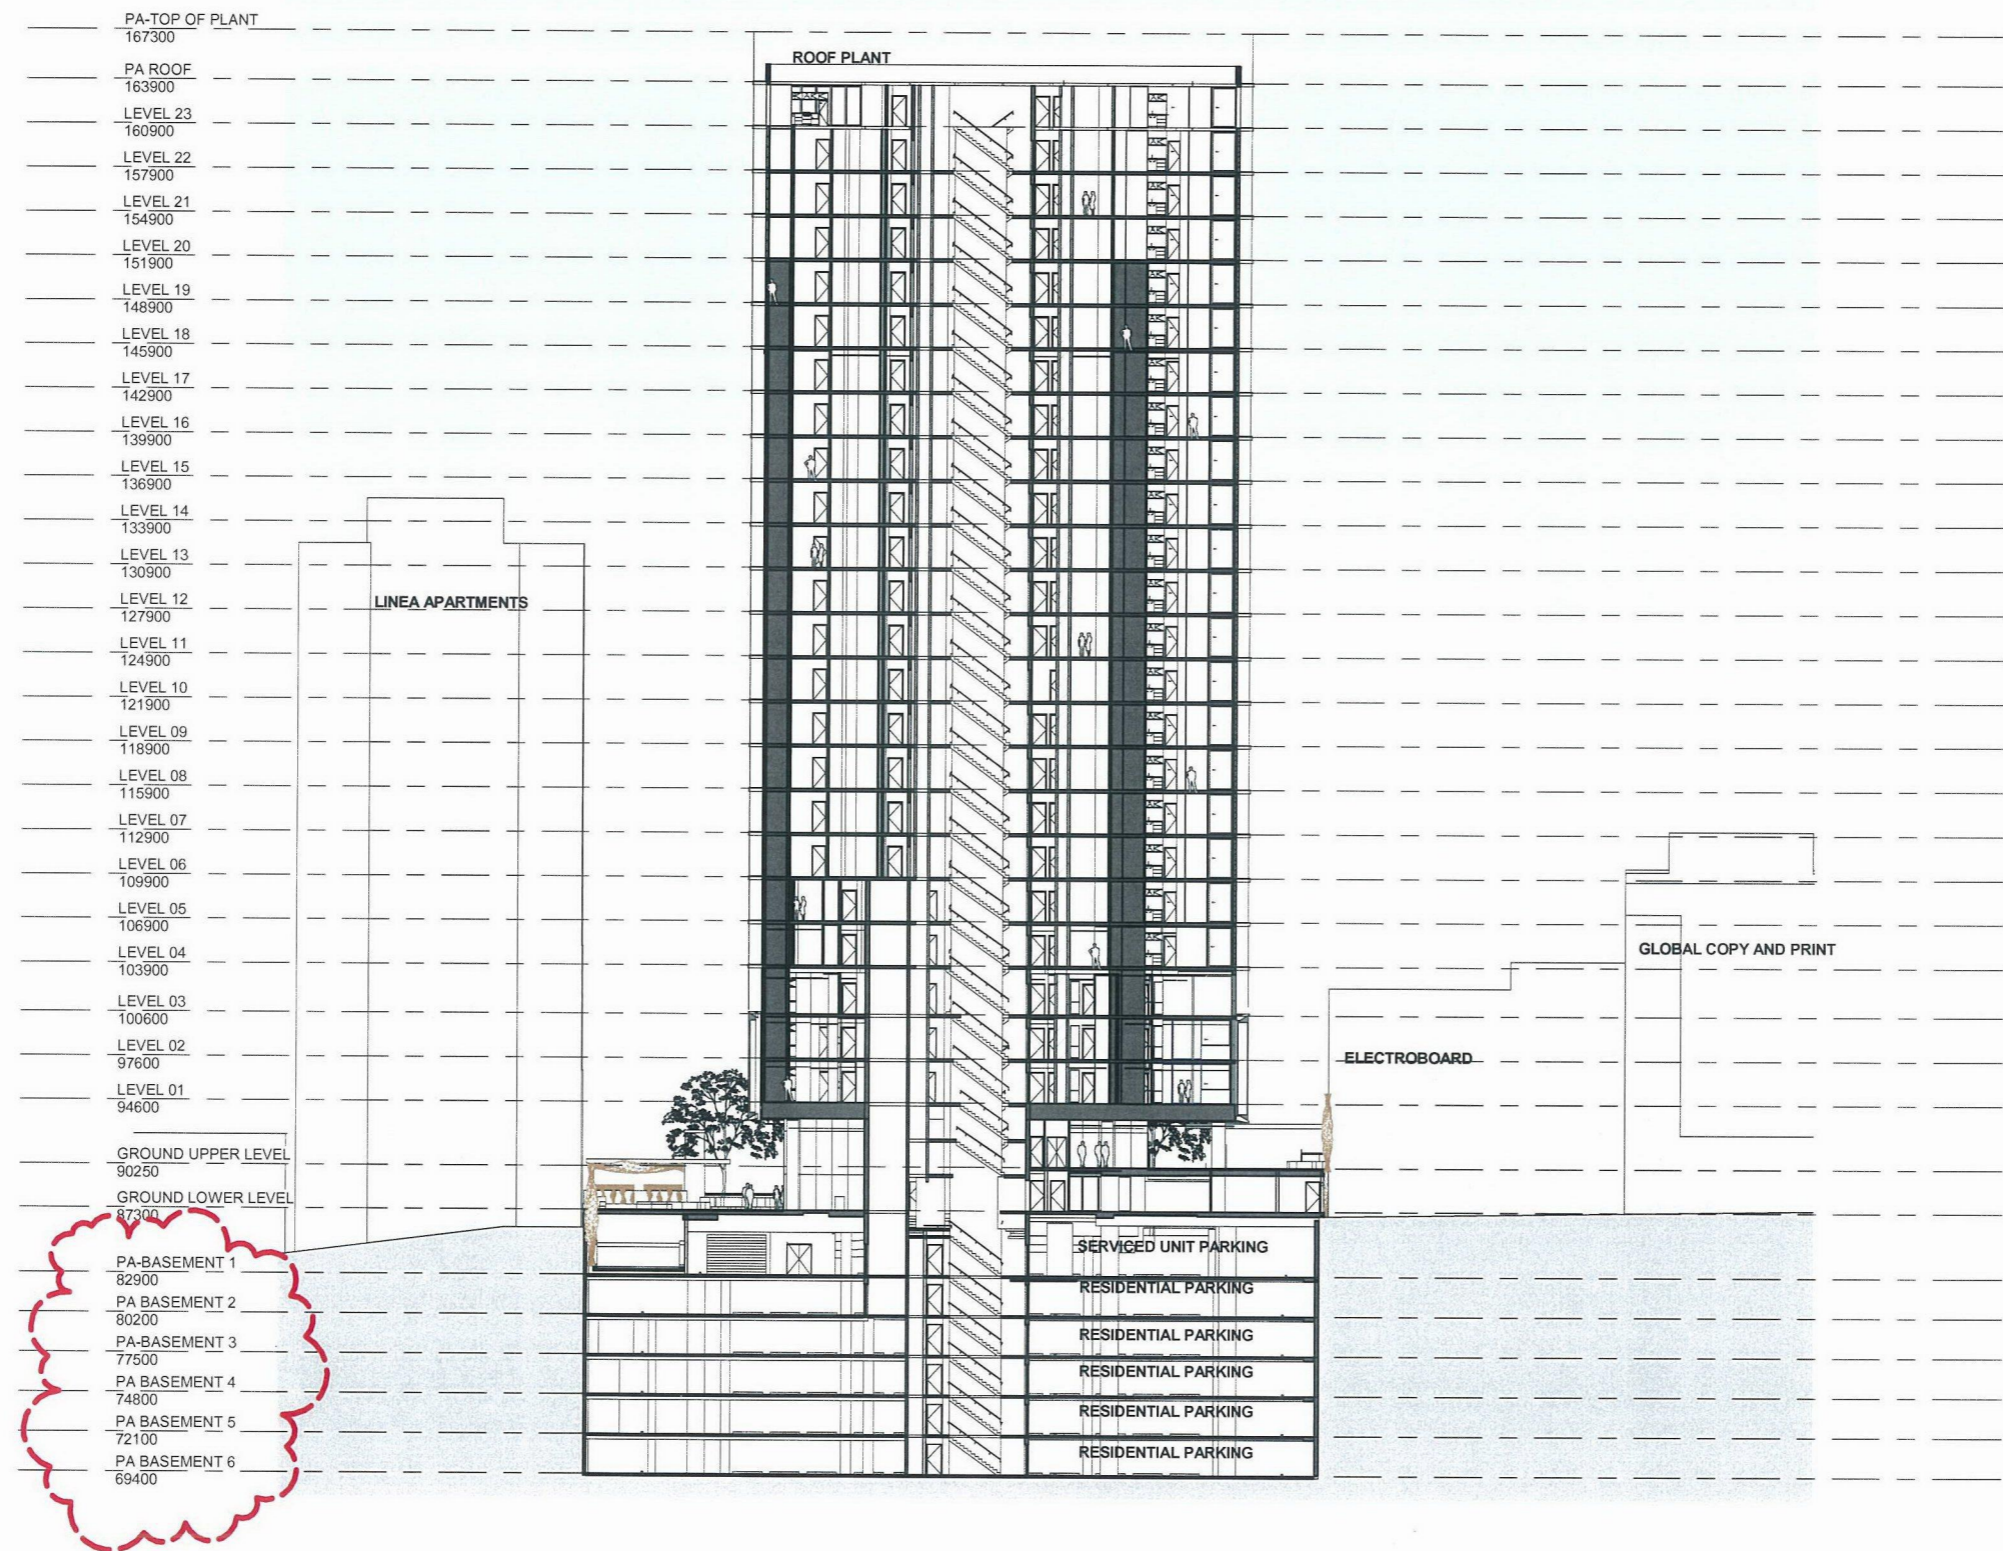 PA-TOP OF PLANT
167300
PA ROOF
163900
LEVEL 23
160900
LEVEL 22
157900
LEVEL 21
154900
LEVEL 20
151900
LEVEL 19
148900
LEVEL 18
145900
LEVEL 17
142900
LEVEL 16
139900
LEVEL 15
136900
LEVEL 14
133900
LEVEL 13
130900
LEVEL 12
127900
LEVEL 11
124900
LEVEL 10
121900
LEVEL 09
118900
LEVEL 08
115900
LEVEL 07
112900
LEVEL 06
109900
LEVEL 05
106900
LEVEL 04
103900
LEVEL 03
100600
LEVEL 02
97600
LEVEL 01
94600
GROUND UPPER LEVEL
90250
GROUND LOWER LEVEL
87300
PA-BASEMENT 1
82900
PA BASEMENT 2
80200
PA-BASEMENT 3
77500
PA BASEMENT 4
74800
PA BASEMENT 5
72100
PA BASEMENT 6
69400
ROOF PLANT
LINEA APARTMENTS
GLOBAL COPY AND PRINT
ELECTROBOARD
SERVICED UNIT PARKING
RESIDENTIAL PARKING
RESIDENTIAL PARKING
RESIDENTIAL PARKING
RESIDENTIAL PARKING
RESIDENTIAL PARKING